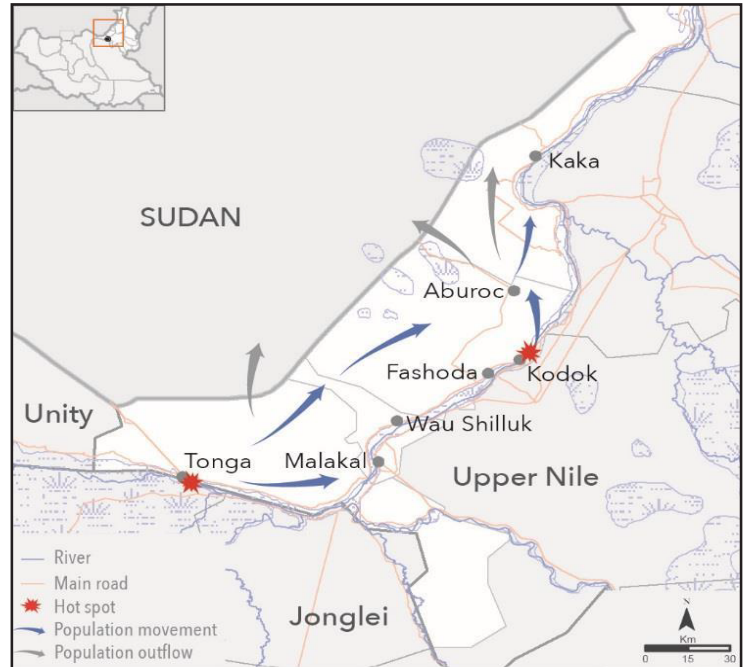 Kaka
SUDAN
Aburoc
Fashoda
Kodok
Unity
Wau Shilluk
Tonga
Malakal
Upper Nile
River
Main road
Hot spot
Population movement
Population outflow
Jonglei
N
Km
0 15 30